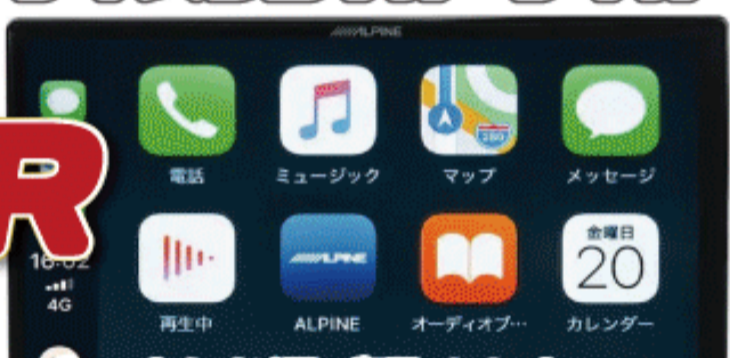 ALPINE
R
280
電話
ミュージック
マップ
メッセージ
ALPINE
金曜日
20
16:02
4G
再生中
ALPINE
オーディオブ…
カレンダー